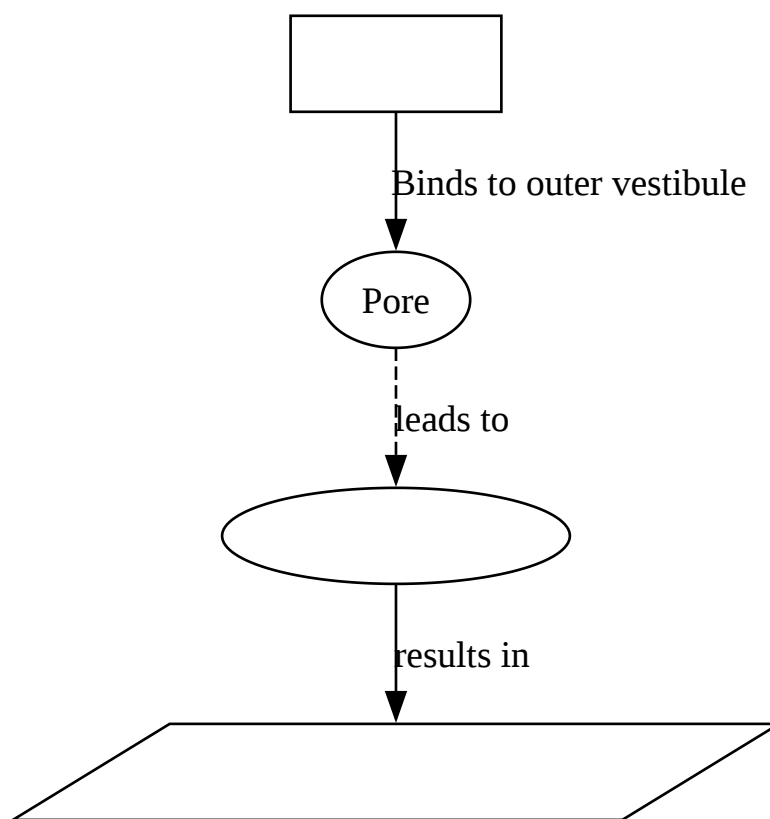 Binds to outer vestibule
Pore
leads to
results in